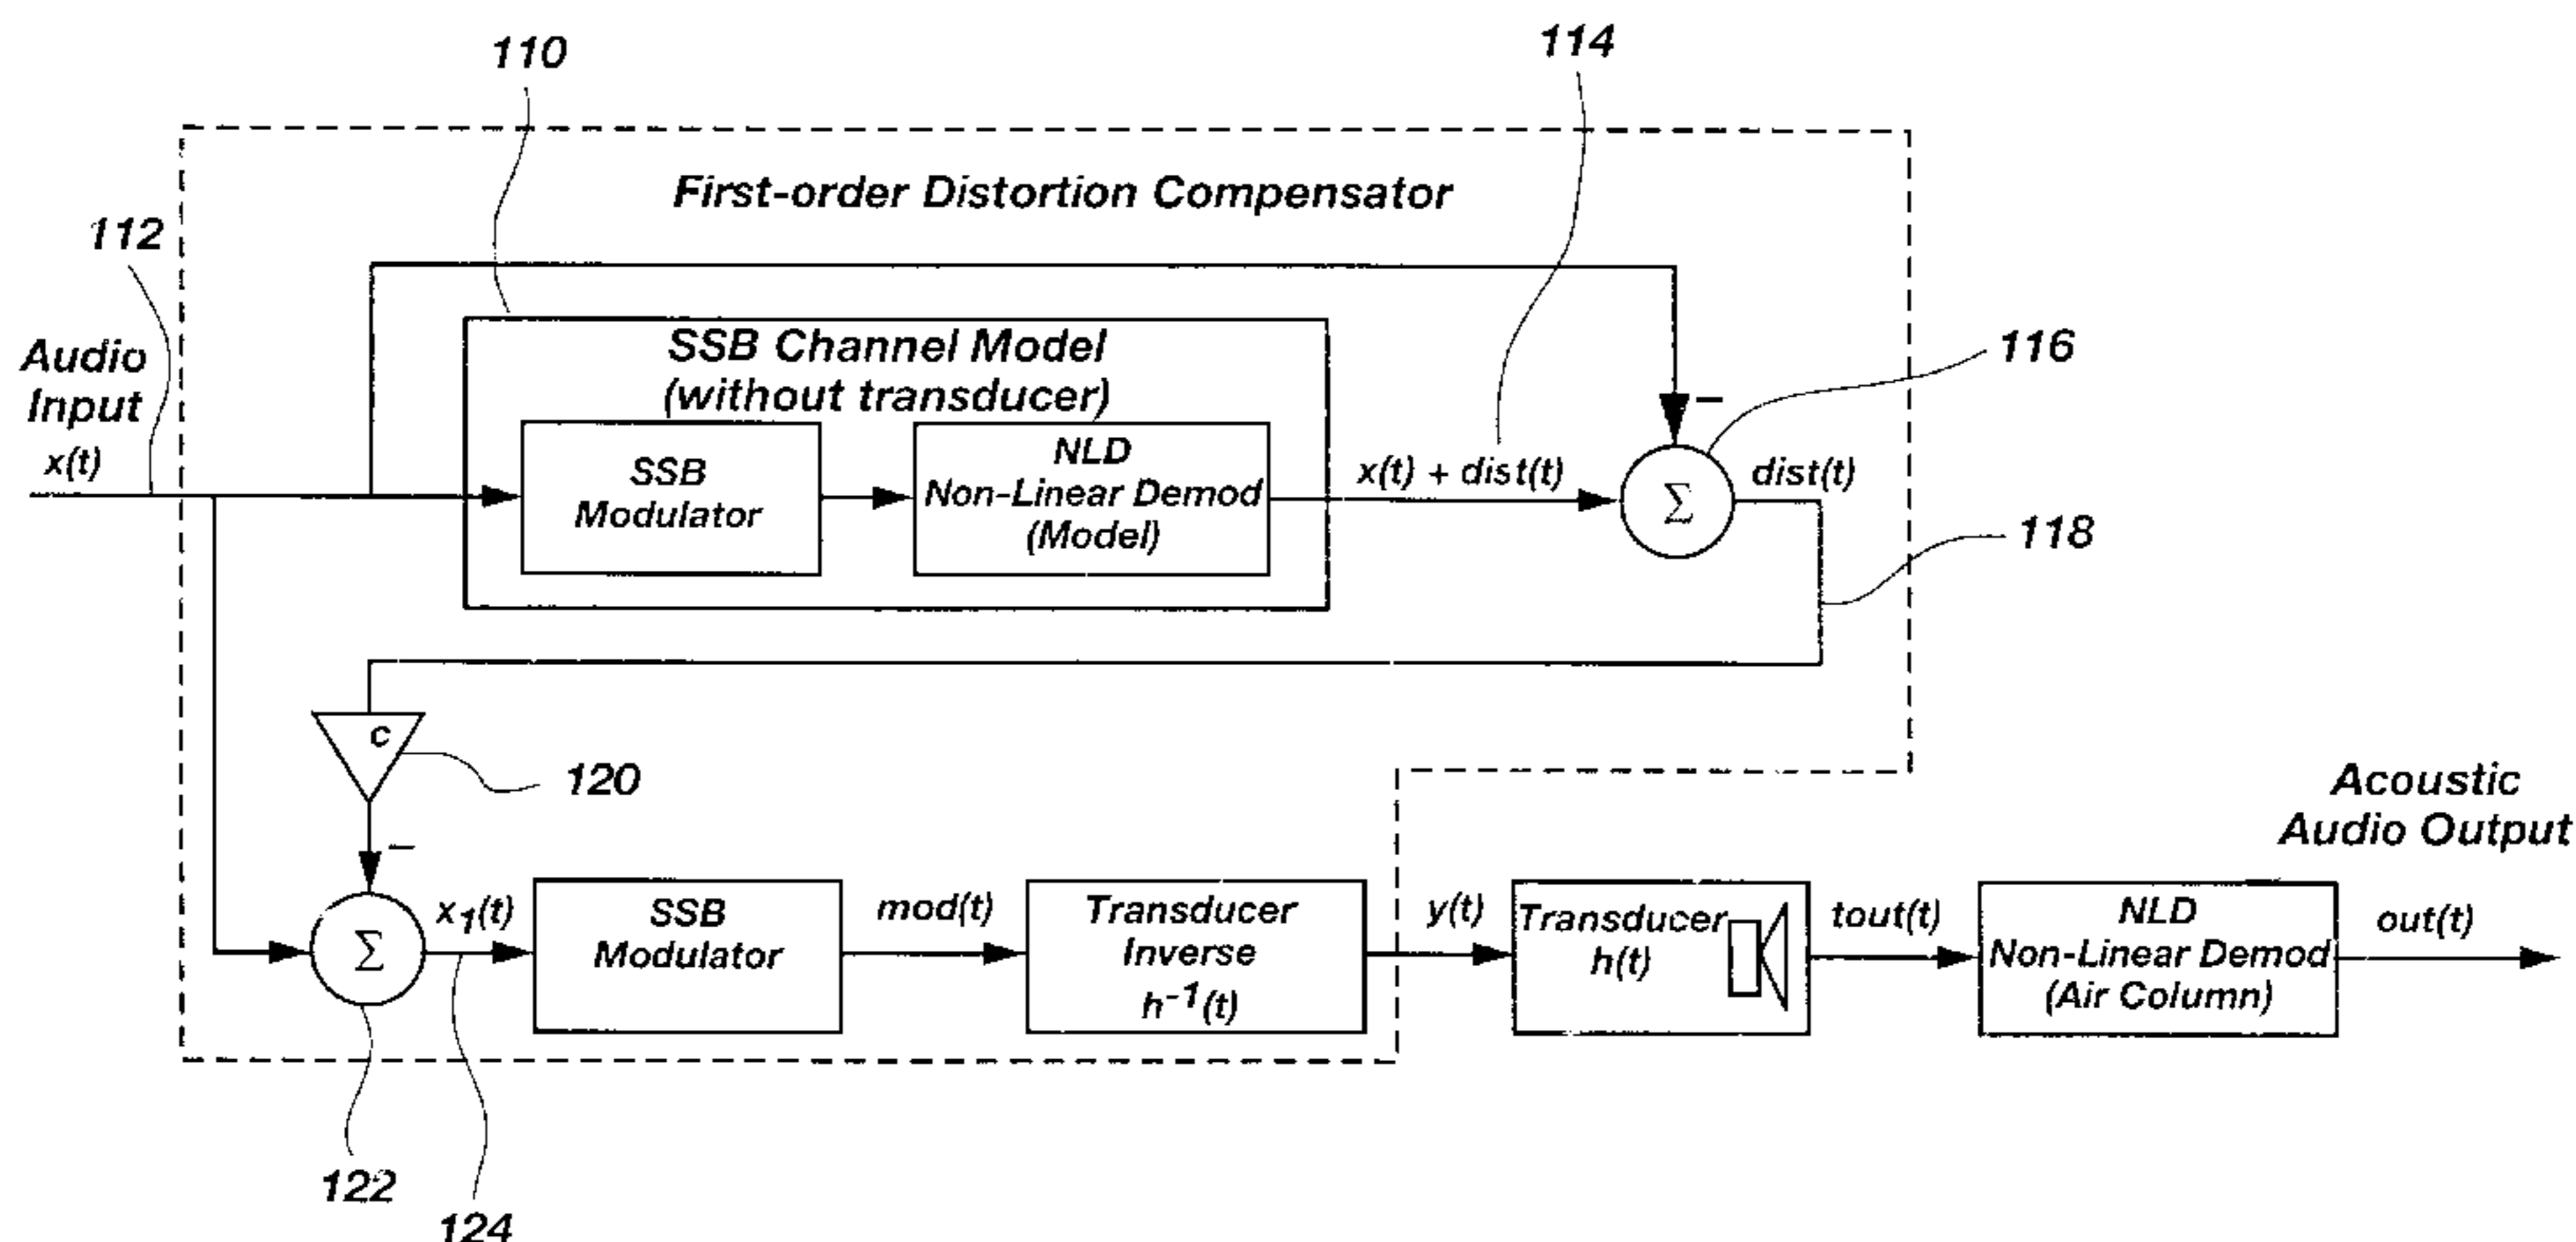 110
114
First-order Distortion Compensator
112
116
Audio
Input
x(t)
SSB Channel Model
(without transducer)
SSB
Modulator
NLD
Non-Linear Demod
(Model)
x(t) + dist(t)
Σ
dist(t)
118
c
120
Acoustic
Audio Output
–
–
Σ
x1(t)
SSB
Modulator
mod(t)
Transducer
Inverse
h-1(t)
y(t)
Transducer
h(t)
tout(t)
NLD
Non-Linear Demod
(Air Column)
out(t)
122
124